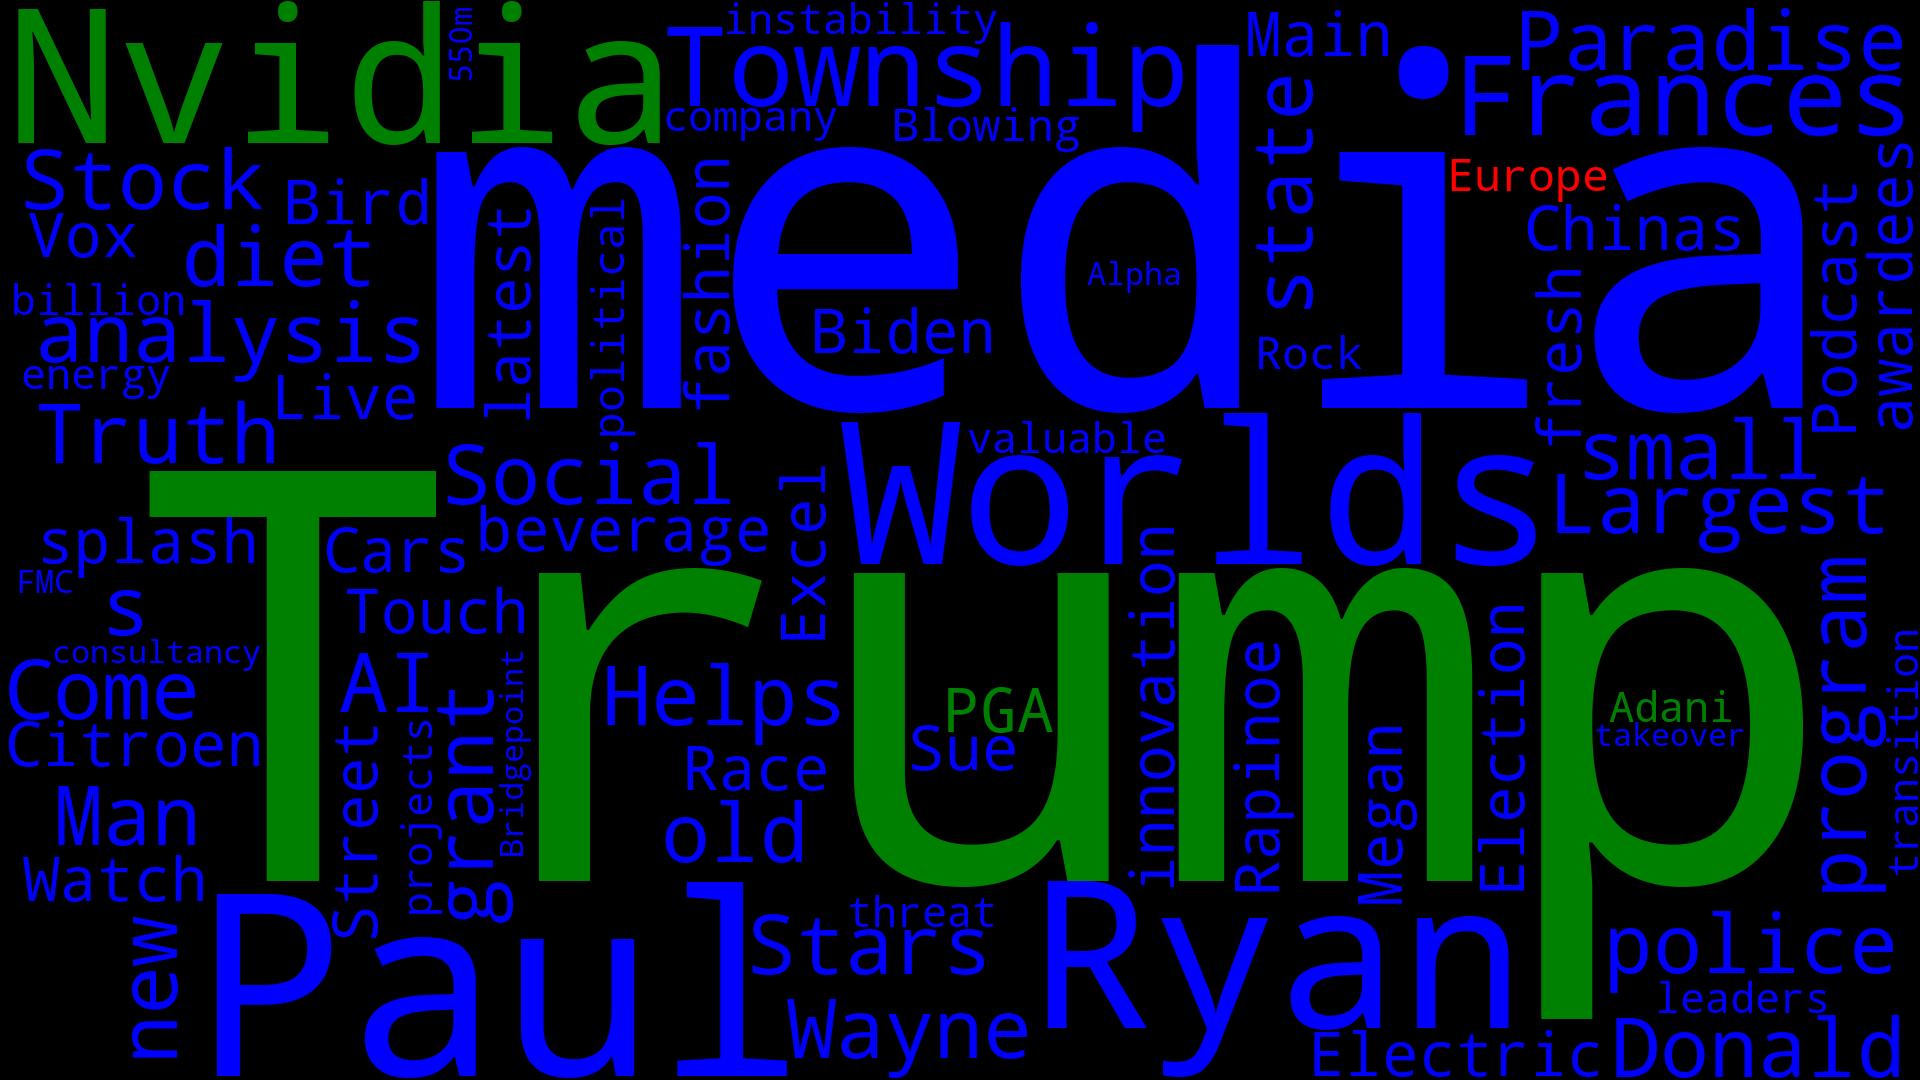 Nvidia
550m
instability
Township
Main
Paradise
Frances
company
Blowing
state
Stock
Bird
media
Europe
Vox
diet
latest
political
fashion
Alpha
Chinas
Podcast
awardees
billion
analysis
Biden
Rock
fresh
energy
Live
Truth
Social
valuable
Worlds
small
Largest
splash
Cars
beverage
Excel
FMC
s
Touch
Trump
innovation
Election
program
consultancy
Come
AI
Helps
PGA
Rapinoe
Adani
takeover
transition
Citroen
Street
projects
grant
Bridgepoint
Race
Sue
Megan
Man
old
Watch
new
Paul
threat
Stars
Ryan
police
Wayne
leaders
Electric
Donald